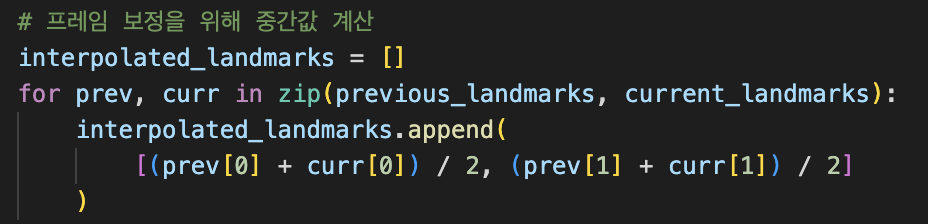 # 프레임 보정을 위해 중간값 계산
interpolated_landmarks = []
for prev, curr in zip(previous_landmarks, current_landmarks):
    interpolated_landmarks.append(
        [(prev[0] + curr[0]) / 2, (prev[1] + curr[1]) / 2]
    )